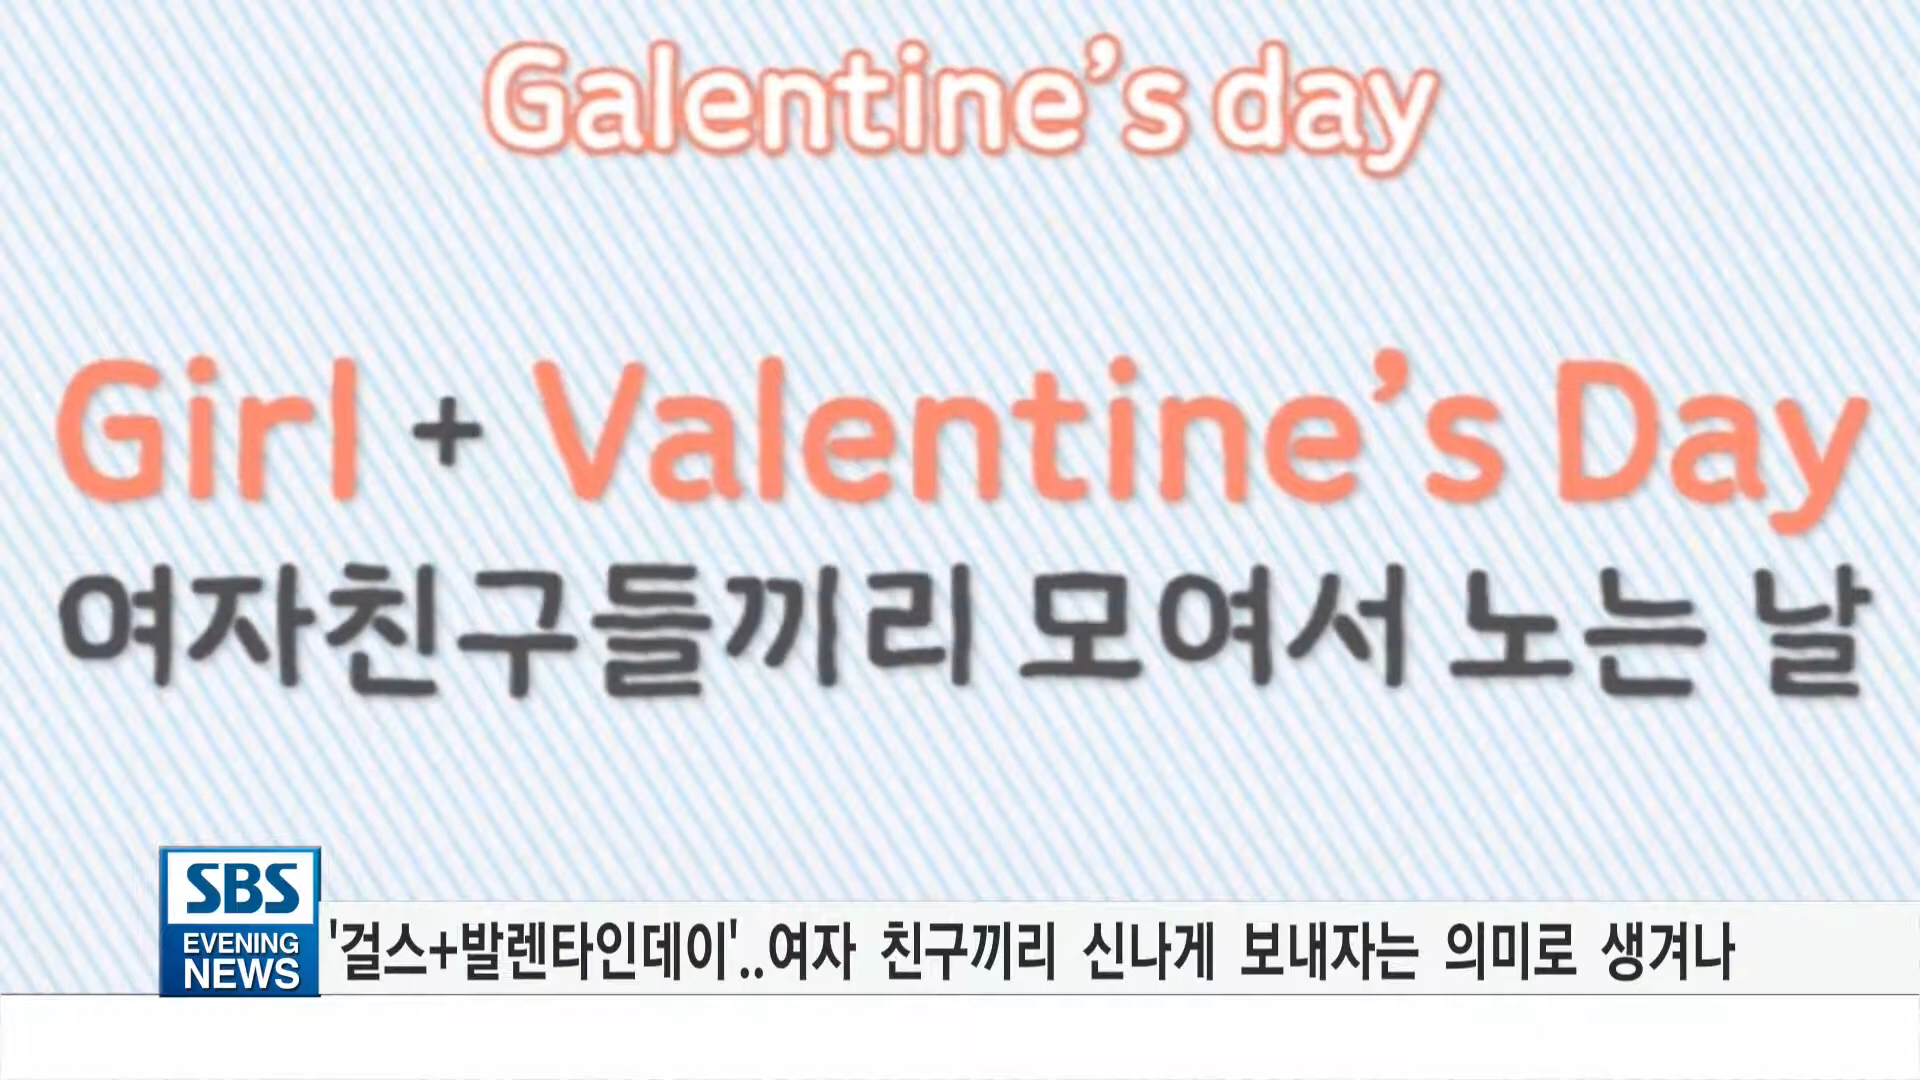 Galentine's day
Girl + Valentine's Day
여자친구들끼리 모여서 노는 날
SBS
EVENING
NEWS
'걸스+발렌타인데이'..여자 친구끼리 신나게 보내자는 의미로 생겨나